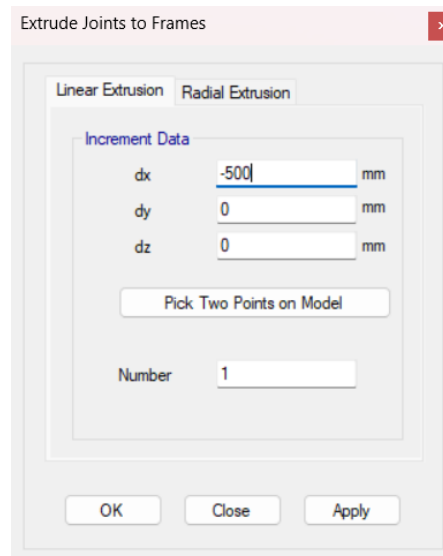 Extrude Joints to Frames
Linear Extrusion Radial Extrusion
Increment Data
dx -500 mm
dy 0 mm
dz 0 mm
Pick Two Points on Model
Number 1
OK Close Apply